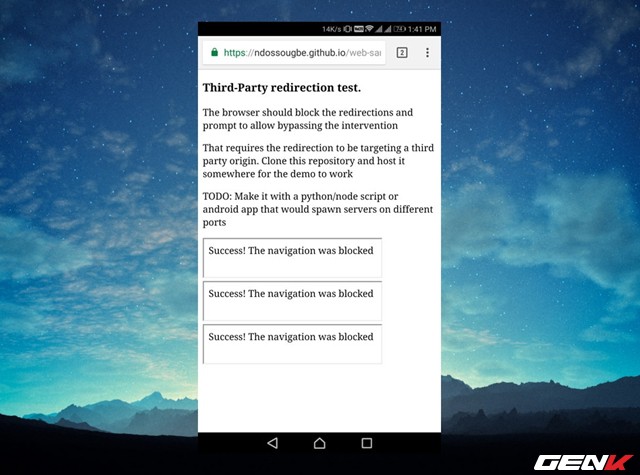 14K/s 74 1:41 PM
https://ndossougbe.github.io/web-sa
2
Third-Party redirection test.
The browser should block the redirections and
prompt to allow bypassing the intervention
That requires the redirection to be targeting a third
party origin. Clone this repository and host it
somewhere for the demo to work
TODO: Make it with a python/node script or
android app that would spawn servers on different
ports
Success! The navigation was blocked
Success! The navigation was blocked
Success! The navigation was blocked
GENK